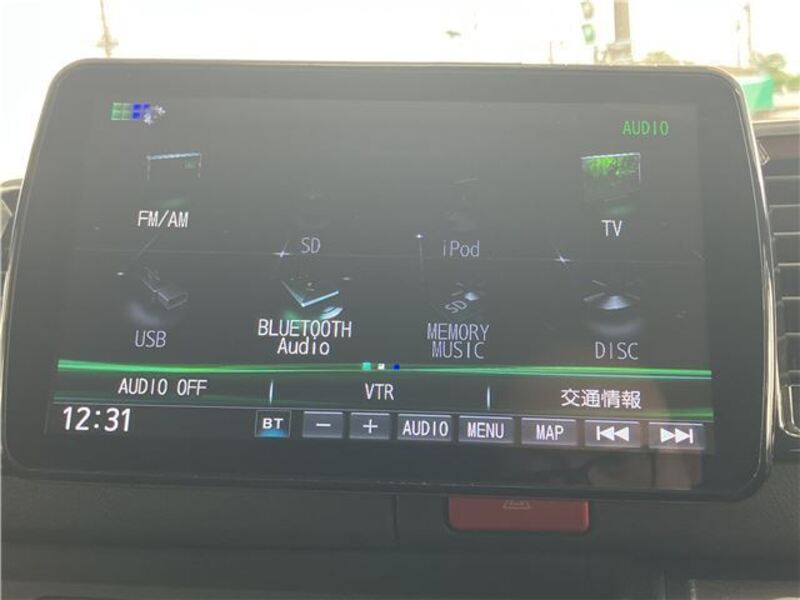 AUDIO
FM/AM
SD
iPod
TV
USB
BLUETOOTH
Audio
MEMORY
MUSIC
DISC
AUDIO OFF
VTR
交通情報
12:31
BT
−
+
AUDIO
MENU
MAP